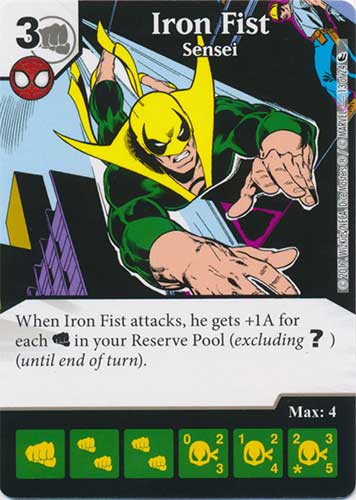 3
Iron Fist
Sensei
When Iron Fist attacks, he gets +1A for
each in your Reserve Pool (excluding ? )
(until end of turn).
Max: 4
0 2
3
1 2
4
2 3
* 5